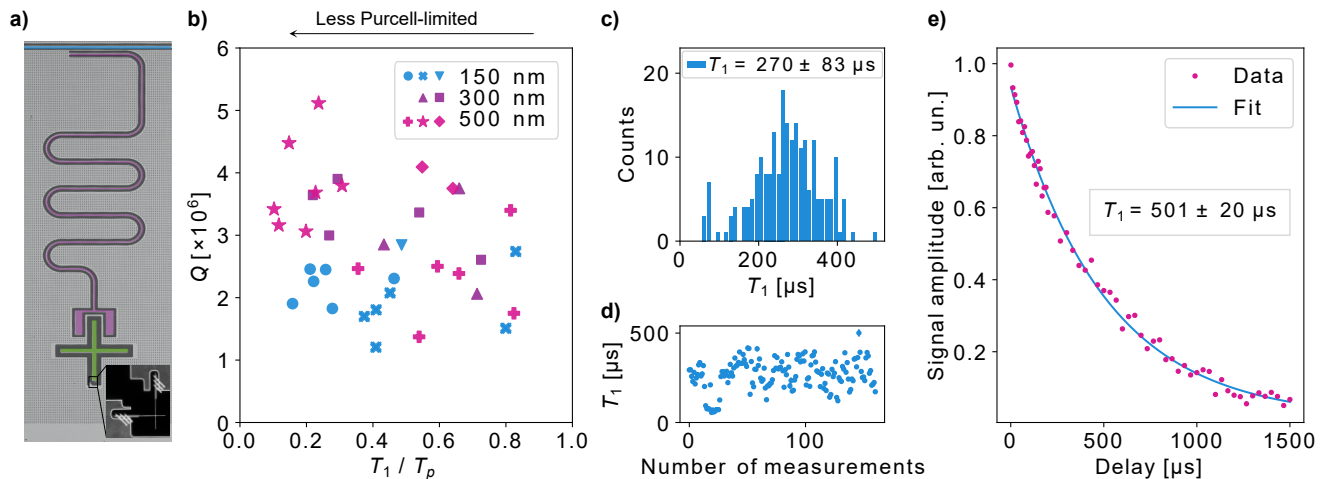 a)
b)
Less Purcell-limited
Q [×10⁶]
6
5
4
3
2
1
0
0.0
0.2
0.4
0.6
0.8
1.0
T₁ / Tₚ
150 nm
300 nm
500 nm
c)
T₁ = 270 ± 83 µs
Counts
20
10
0
0
200
400
T₁ [µs]
d)
T₁ [µs]
500
0
0
100
Number of measurements
e)
Signal amplitude [arb. un.]
1.0
0.8
0.6
0.4
0.2
0
500
1000
1500
Delay [µs]
Data
Fit
T₁ = 501 ± 20 µs